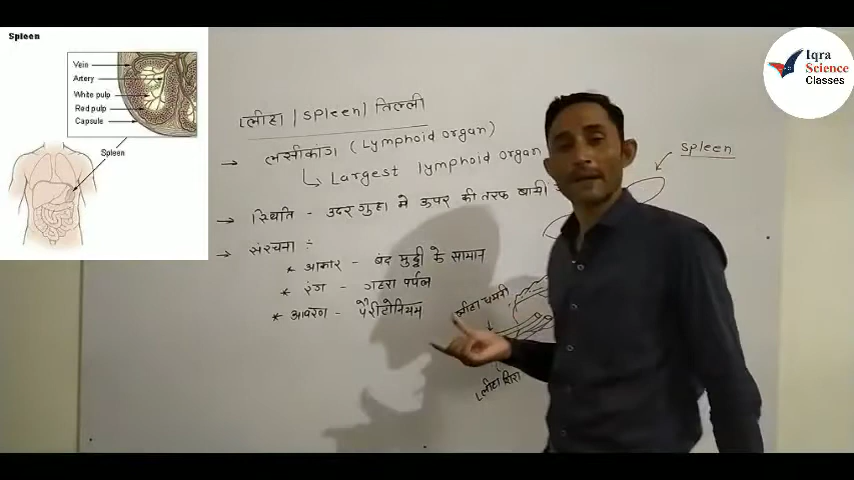 Spleen
Vein
Artery
White pulp
Red pulp
Capsule
Spleen
Iqra
Science
Classes
प्लीहा / Spleen / तिल्ली
→ लसीकांग (Lymphoid organ)
↳ Largest lymphoid organ
→ स्थिति - उदर गुहा मे ऊपर की तरफ बायीं
→ संरचना :-
* आकार - बंद मुट्ठी के सामान
* रंग - गहरा पर्पल
* आवरण - पैरीटोनियम
Spleen
प्लीहा धमनी
प्लीहा शिरा